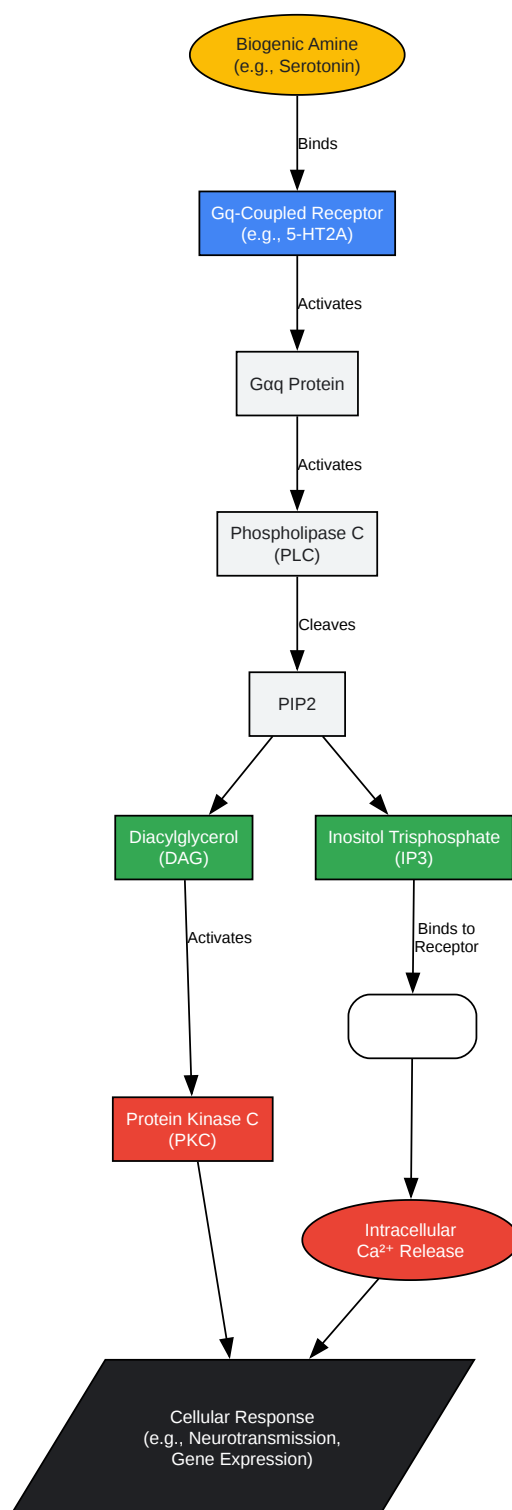 Biogenic Amine
(e.g., Serotonin)
Binds
Gq-Coupled Receptor
(e.g., 5-HT2A)
Activates
Gαq Protein
Activates
Phospholipase C
(PLC)
Cleaves
PIP2
Diacylglycerol
(DAG)
Inositol Trisphosphate
(IP3)
Activates
Binds to
Receptor
Protein Kinase C
(PKC)
Intracellular
Ca²⁺ Release
Cellular Response
(e.g., Neurotransmission,
Gene Expression)